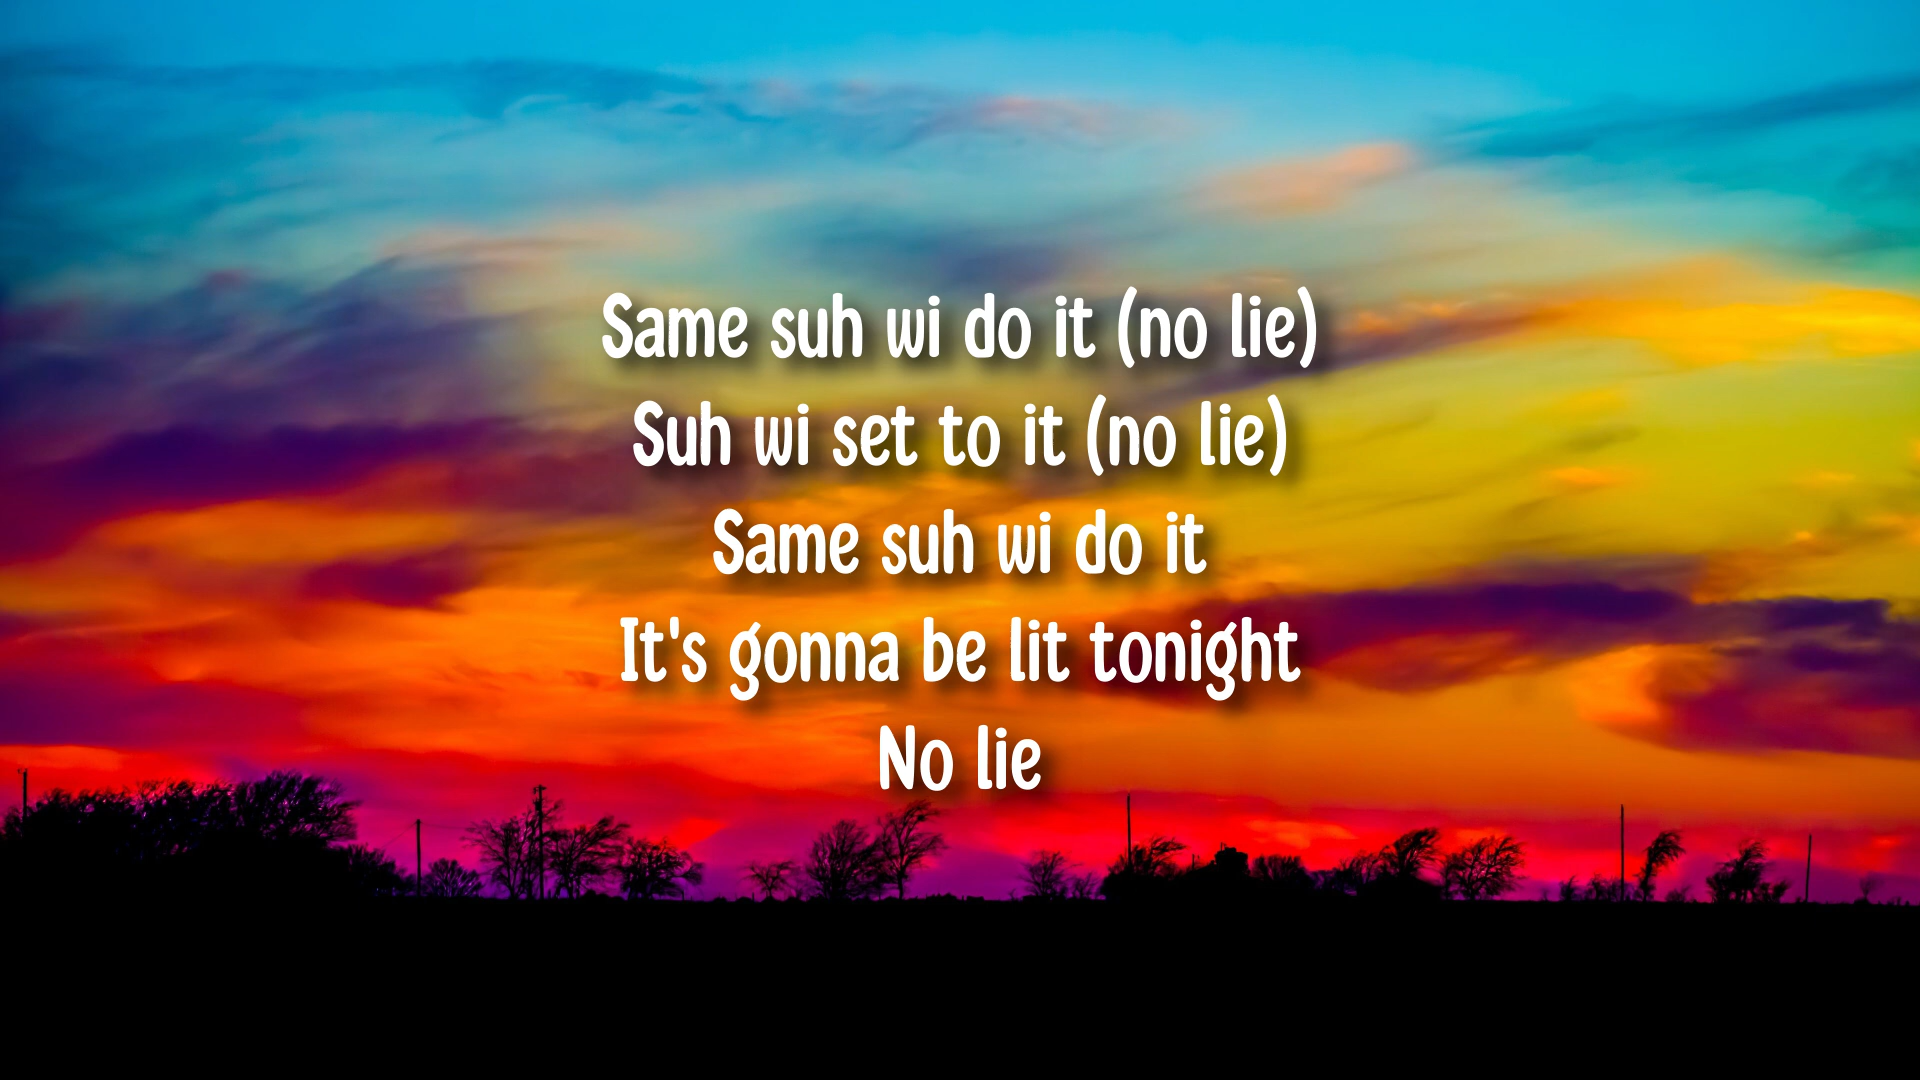 Same suh wi do it (no lie)
Suh wi set to it (no lie)
Same suh wi do it
It's gonna be lit tonight
No lie